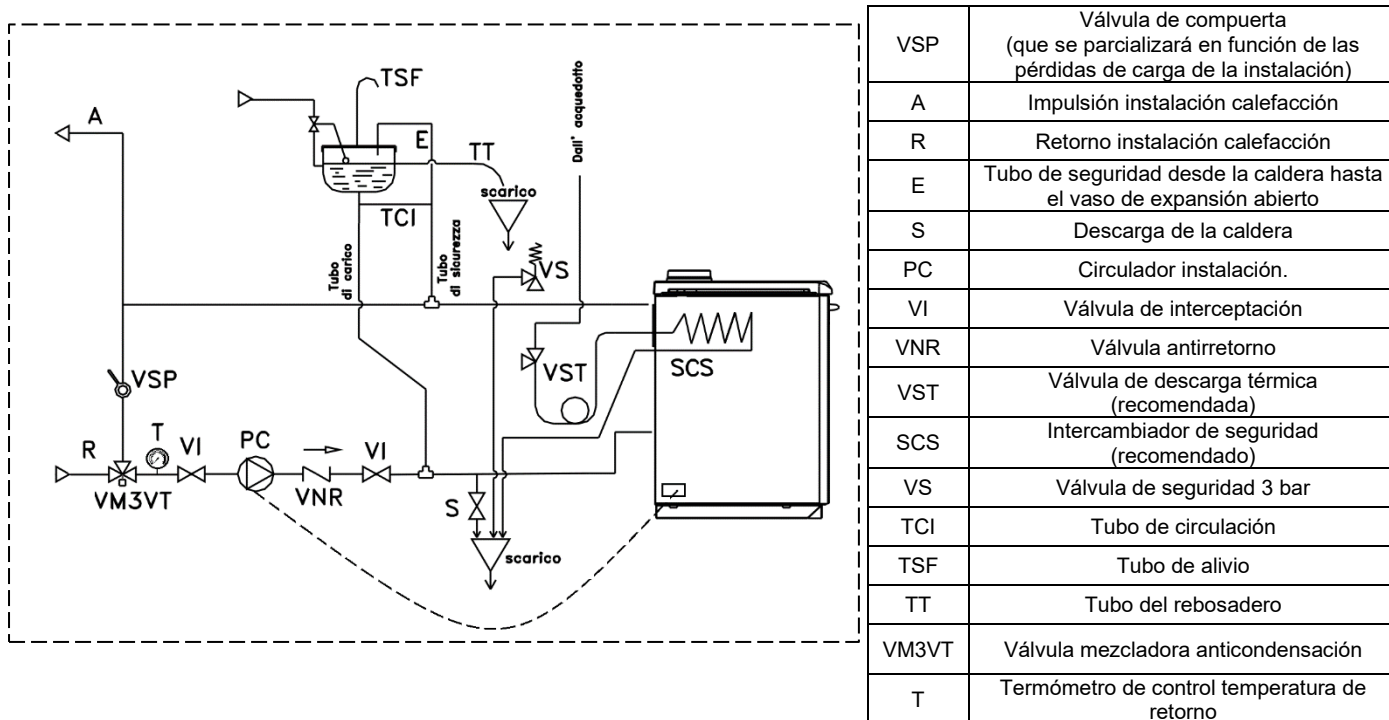 A
TSF
E
TT
Dall' acquedotto
scarico
TCI
Tubo
di carico
Tubo
di sicurezza
VS
VSP
VST
SCS
R
T
VI
PC
VI
VM3VT
VNR
S
scarico
VSP
Válvula de compuerta
(que se parcializará en función de las
pérdidas de carga de la instalación)
A
Impulsión instalación calefacción
R
Retorno instalación calefacción
E
Tubo de seguridad desde la caldera hasta
el vaso de expansión abierto
S
Descarga de la caldera
PC
Circulador instalación.
VI
Válvula de interceptación
VNR
Válvula antirretorno
VST
Válvula de descarga térmica
(recomendada)
SCS
Intercambiador de seguridad
(recomendado)
VS
Válvula de seguridad 3 bar
TCI
Tubo de circulación
TSF
Tubo de alivio
TT
Tubo del rebosadero
VM3VT
Válvula mezcladora anticondensación
T
Termómetro de control temperatura de
retorno